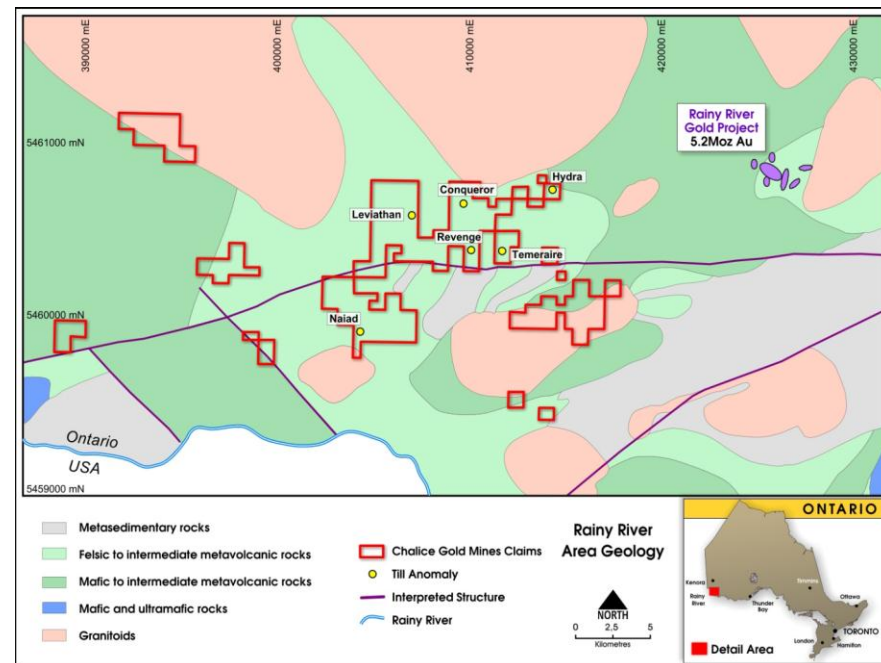 390000 mE
400000 mE
410000 mE
420000 mE
430000 mE
5461000 mN
Rainy River
Gold Project
5.2Moz Au
Hydra
Conqueror
Leviathan
Revenge
Temeraire
5460000 mN
Naiad
Ontario
USA
5459000 mN
Metasedimentary rocks
Felsic to intermediate metavolcanic rocks
Mafic to intermediate metavolcanic rocks
Mafic and ultramafic rocks
Granitoids
Chalice Gold Mines Claims
Till Anomaly
Interpreted Structure
Rainy River
Rainy River
Area Geology
NORTH
0 2.5 5
Kilometres
ONTARIO
Kenora
Rainy
River
Thunder
Bay
Timmins
Ottawa
TORONTO
London
Hamilton
Detail Area